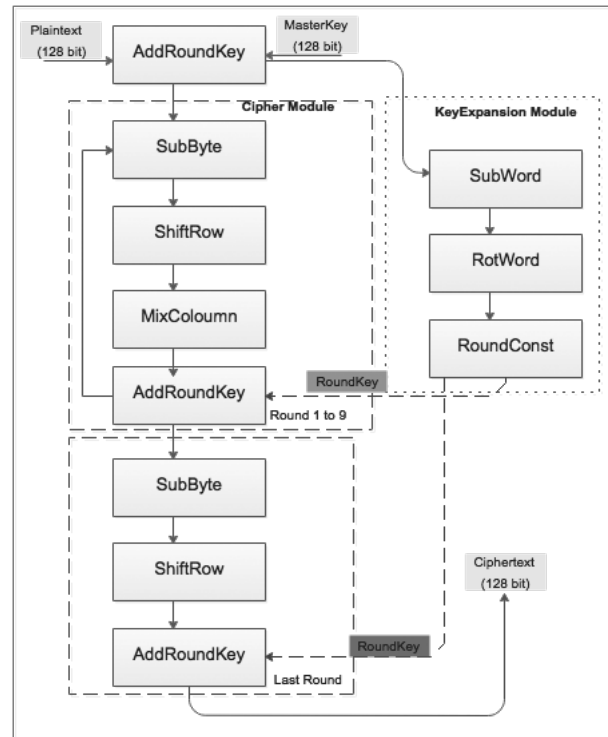 Plaintext
(128 bit)
MasterKey
(128 bit)
AddRoundKey
Cipher Module
KeyExpansion Module
SubByte
SubWord
ShiftRow
RotWord
MixColoumn
RoundConst
RoundKey
AddRoundKey
Round 1 to 9
SubByte
ShiftRow
Ciphertext
(128 bit)
RoundKey
AddRoundKey
Last Round